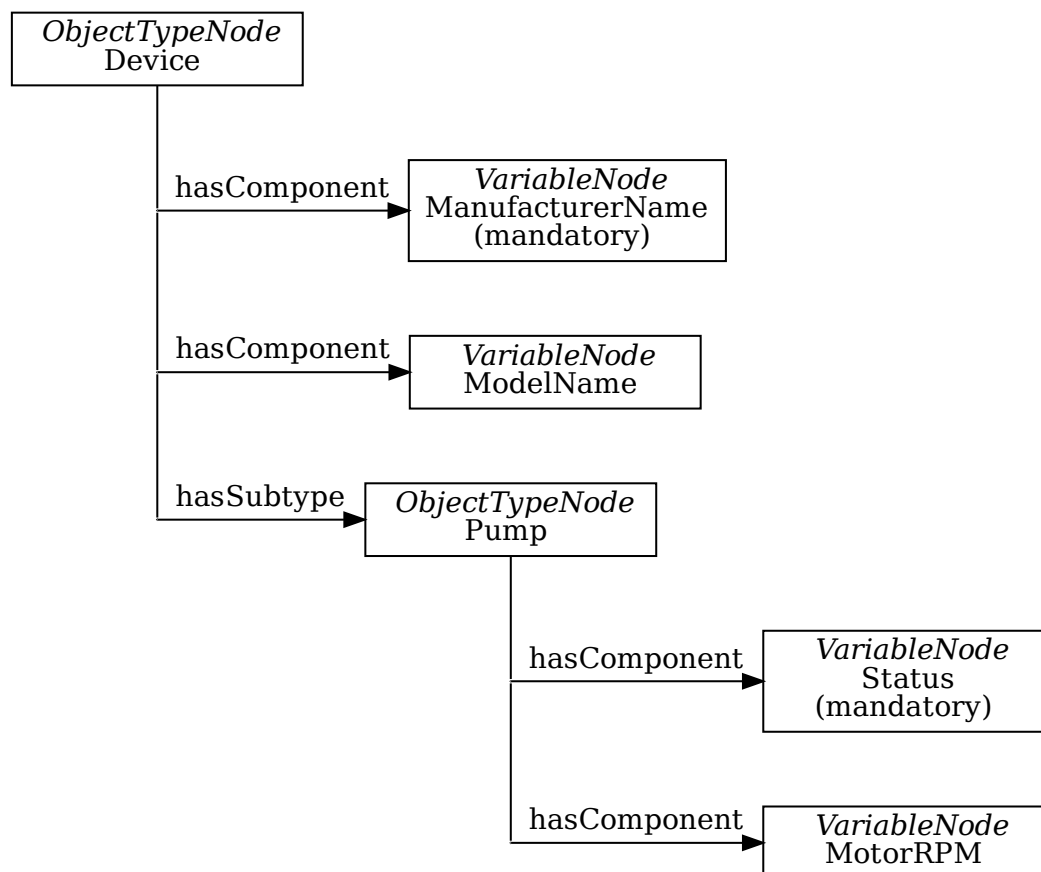 ObjectTypeNode
Device
hasComponent
VariableNode
ManufacturerName
(mandatory)
hasComponent
VariableNode
ModelName
hasSubtype
ObjectTypeNode
Pump
hasComponent
VariableNode
Status
(mandatory)
hasComponent
VariableNode
MotorRPM